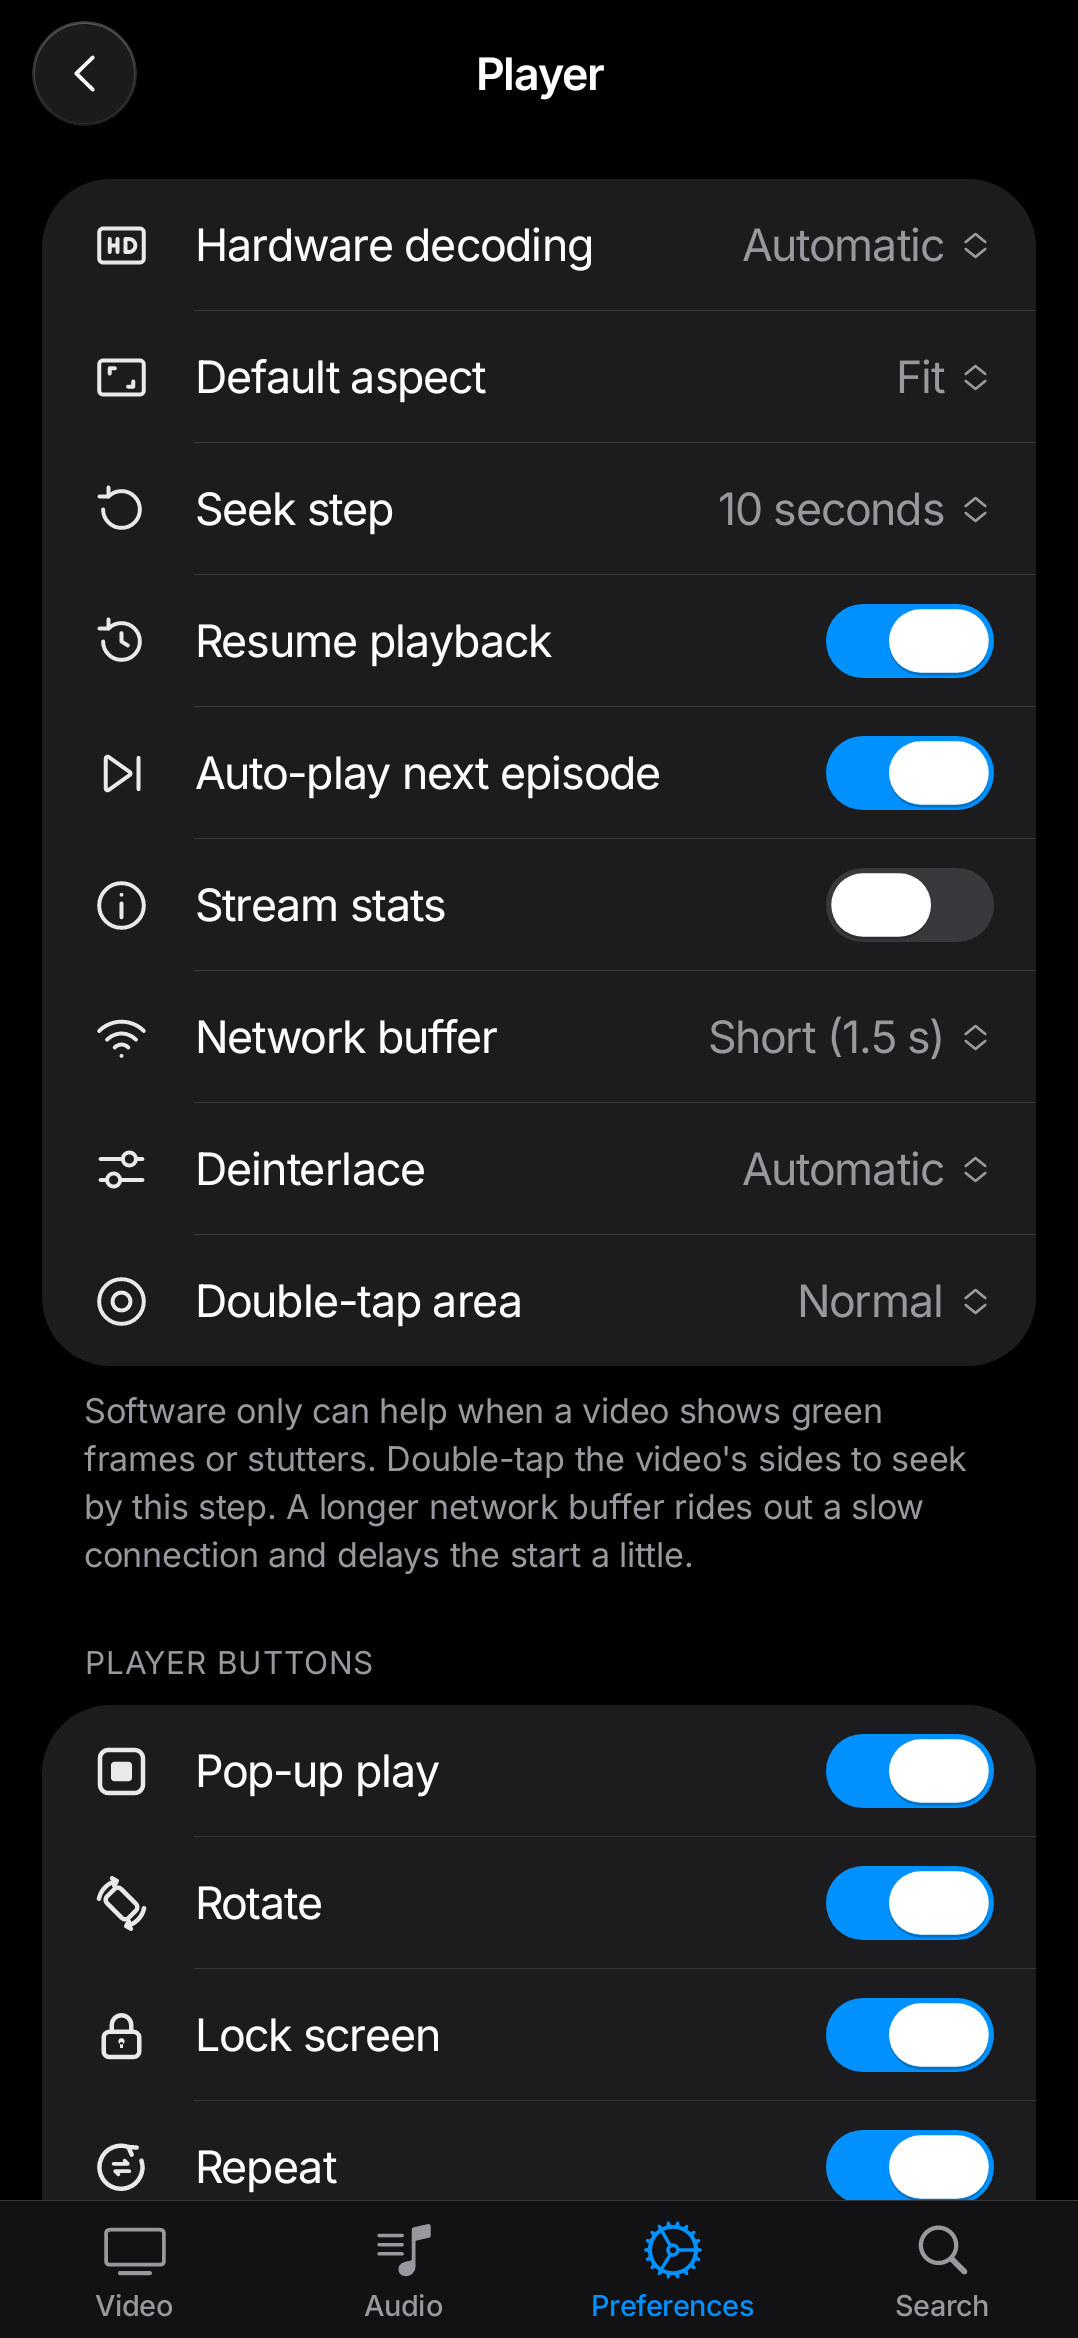 Player
HD
Hardware decoding Automatic
Default aspect Fit
Seek step 10 seconds
Resume playback
Auto-play next episode
Stream stats
Network buffer Short (1.5 s)
Deinterlace Automatic
Double-tap area Normal
Software only can help when a video shows green
frames or stutters. Double-tap the video's sides to seek
by this step. A longer network buffer rides out a slow
connection and delays the start a little.
PLAYER BUTTONS
Pop-up play
Rotate
Lock screen
Repeat
Video Audio Preferences Search